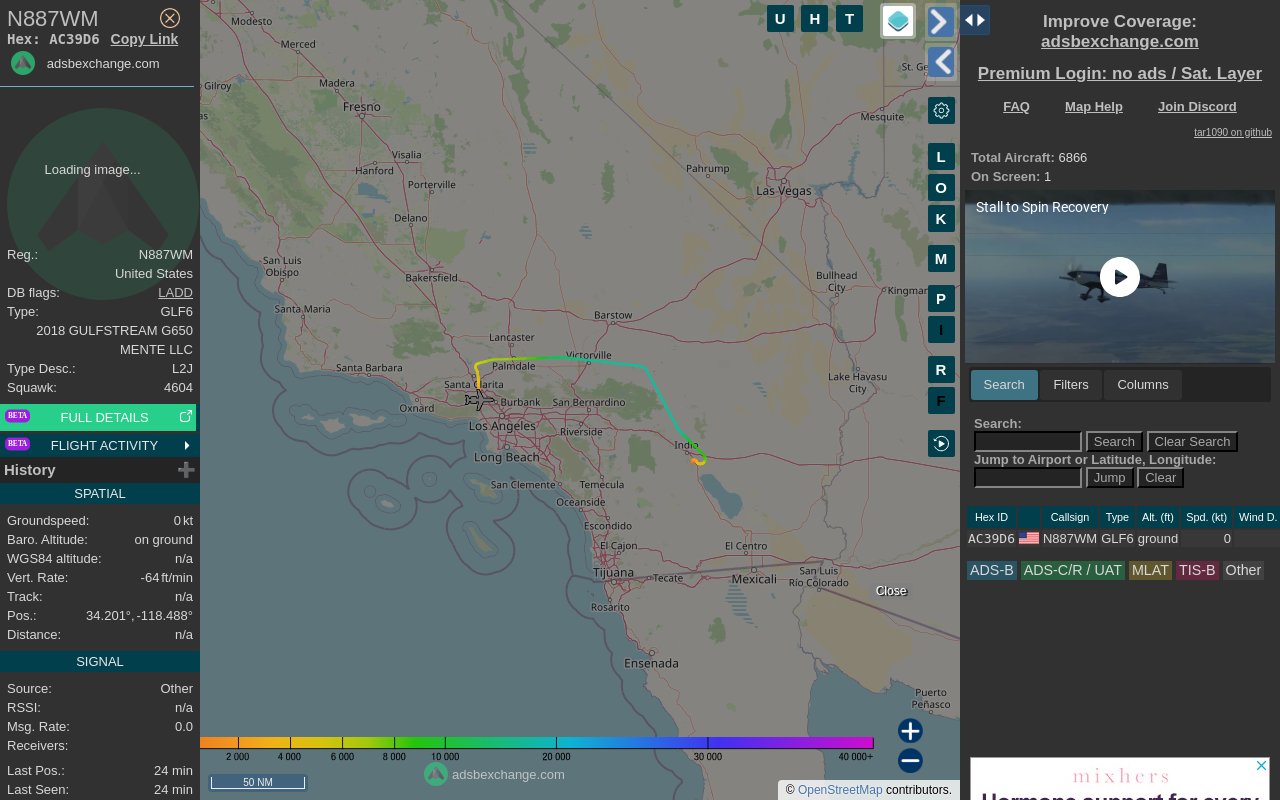 N887WM
Hex: AC39D6 Copy Link
adsbexchange.com
Loading image...
Reg.: N887WM
United States
DB flags: LADD
Type: GLF6
2018 GULFSTREAM G650
MENTE LLC
Type Desc.: L2J
Squawk: 4604
BETA FULL DETAILS
BETA FLIGHT ACTIVITY
History
SPATIAL
Groundspeed: 0 kt
Baro. Altitude: on ground
WGS84 altitude: n/a
Vert. Rate: -64 ft/min
Track: n/a
Pos.: 34.201°, -118.488°
Distance: n/a
SIGNAL
Source: Other
RSSI: n/a
Msg. Rate: 0.0
Receivers:
Last Pos.: 24 min
Last Seen: 24 min
Modesto
Merced
Gilroy
Madera
Fresno
Visalia
Hanford
Porterville
Delano
San Luis
Obispo
Bakersfield
Santa Maria
Pahrump
Las Vegas
St. Ge
Mesquite
Bullhead
City
Kingman
Barstow
Lancaster
Victorville
Palmdale
Santa Barbara
Santa Clarita
Lake Havasu
City
Oxnard
Burbank
San Bernardino
Los Angeles
Riverside
Indio
Long Beach
San Clemente
Temecula
Oceanside
Escondido
El Cajon
El Centro
Tijuana
Tecate
Mexicali
San Luis
Río Colorado
Rosarito
Ensenada
Puerto
Peñasco
Close
U H T
L
O
K
M
P
I
R
F
2 000 4 000 6 000 8 000 10 000 20 000 30 000 40 000+
50 NM
adsbexchange.com
© OpenStreetMap contributors.
Improve Coverage:
adsbexchange.com
Premium Login: no ads / Sat. Layer
FAQ Map Help Join Discord
tar1090 on github
Total Aircraft: 6866
On Screen: 1
Stall to Spin Recovery
Search Filters Columns
Search:
Search Clear Search
Jump to Airport or Latitude, Longitude:
Jump Clear
Hex ID Callsign Type Alt. (ft) Spd. (kt) Wind D.
AC39D6 N887WM GLF6 ground 0
ADS-B ADS-C/R / UAT MLAT TIS-B Other
mixhers
Hormone support for every